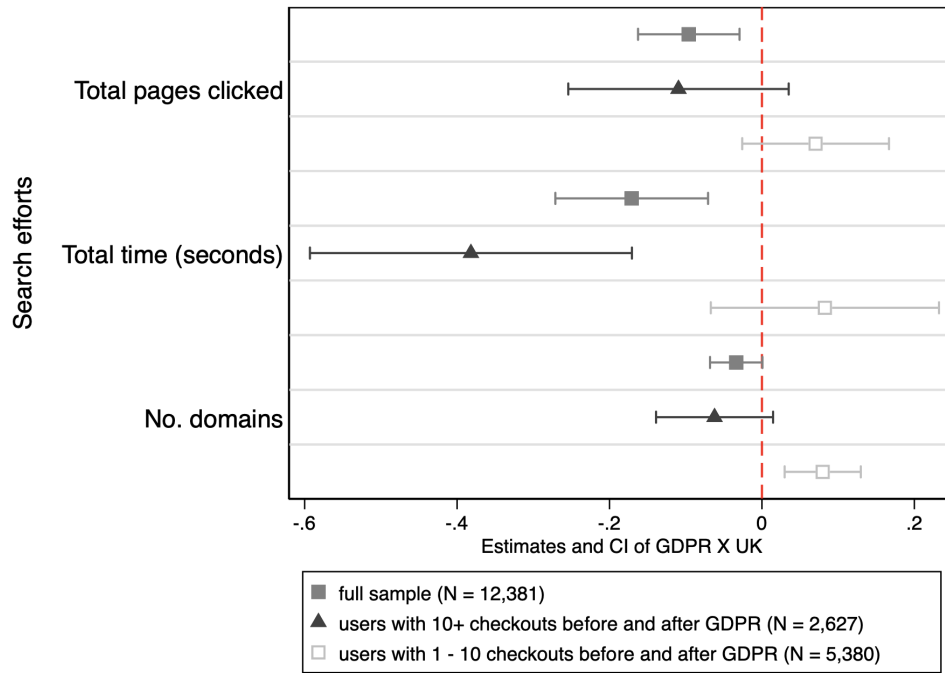 Search efforts
Total pages clicked
Total time (seconds)
No. domains
-.6 -.4 -.2 0 .2
Estimates and CI of GDPR X UK
full sample (N = 12,381)
users with 10+ checkouts before and after GDPR (N = 2,627)
users with 1 - 10 checkouts before and after GDPR (N = 5,380)